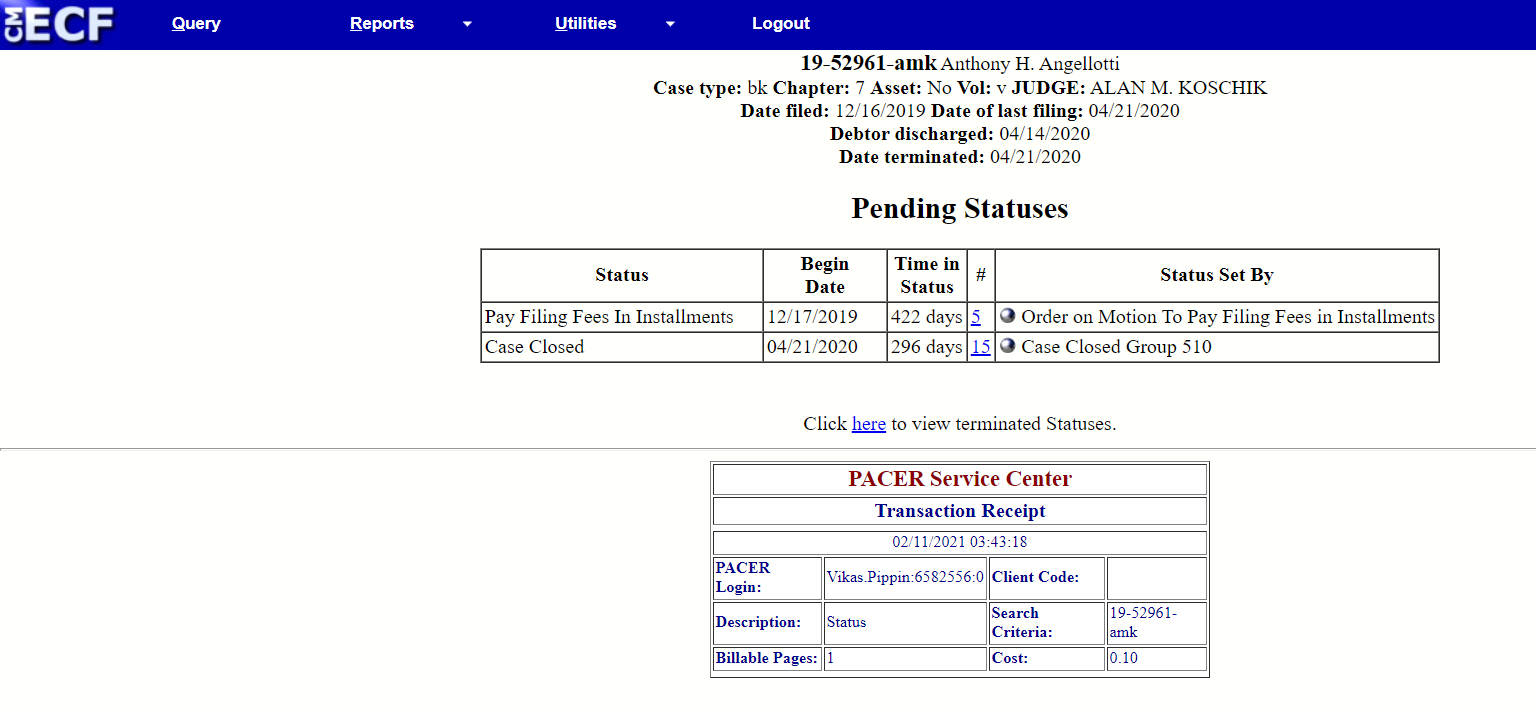 CM ECF Query Reports Utilities Logout
19-52961-amk Anthony H. Angellotti
Case type: bk Chapter: 7 Asset: No Vol: v JUDGE: ALAN M. KOSCHIK
Date filed: 12/16/2019 Date of last filing: 04/21/2020
Debtor discharged: 04/14/2020
Date terminated: 04/21/2020
Pending Statuses
Status Begin Date Time in Status # Status Set By
Pay Filing Fees In Installments 12/17/2019 422 days 5 Order on Motion To Pay Filing Fees in Installments
Case Closed 04/21/2020 296 days 15 Case Closed Group 510
Click here to view terminated Statuses.
PACER Service Center
Transaction Receipt
02/11/2021 03:43:18
PACER Login: Vikas.Pippin:6582556:0 Client Code:
Description: Status Search Criteria: 19-52961-amk
Billable Pages: 1 Cost: 0.10